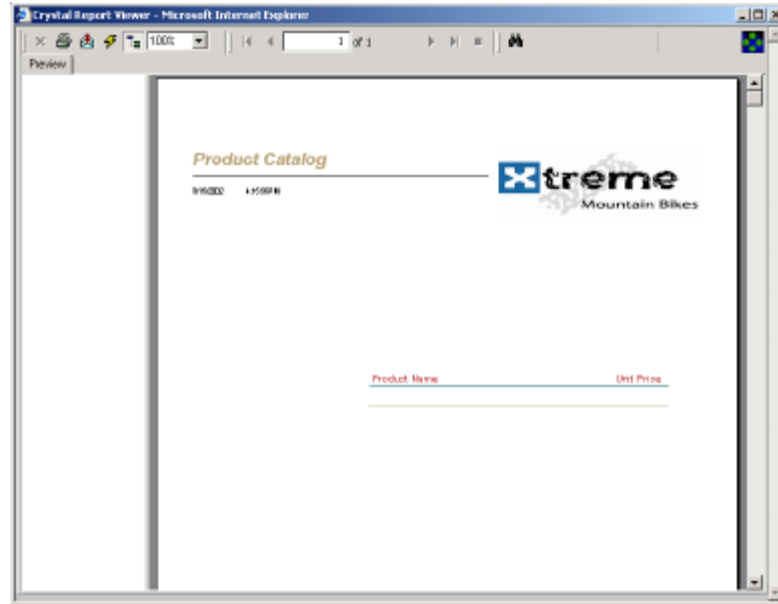 Crystal Report Viewer - Microsoft Internet Explorer
100% 1 of 1
Preview
Product Catalog
Xtreme
Mountain Bikes
Product Name Unit Price